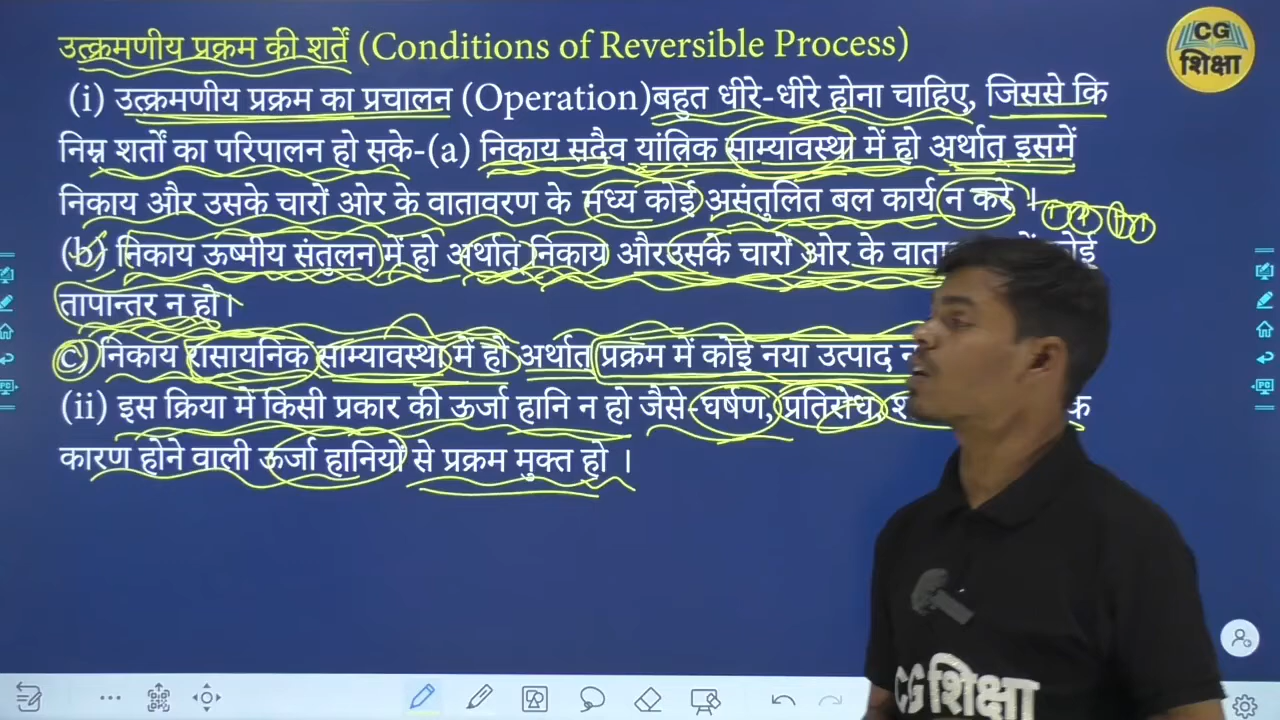 उत्क्रमणीय प्रक्रम की शर्तें (Conditions of Reversible Process)
CG
शिक्षा
(i) उत्क्रमणीय प्रक्रम का प्रचालन (Operation)बहुत धीरे-धीरे होना चाहिए, जिससे कि
निम्न शर्तों का परिपालन हो सके-(a) निकाय सदैव यांत्रिक साम्यावस्था में हो अर्थात् इसमें
निकाय और उसके चारों ओर के वातावरण के मध्य कोई असंतुलित बल कार्य न करे ।
(b) निकाय ऊष्मीय संतुलन में हो अर्थात् निकाय और उसके चारों ओर के कोई
तापान्तर न हो।
c) निकाय रासायनिक साम्यावस्था में हो अर्थात् प्रक्रम में कोई नया उत्पाद
(ii) इस क्रिया में किसी प्रकार की ऊर्जा हानि न हो जैसे-घर्षण, प्रतिरोध,
कारण होने वाली ऊर्जा हानियों से प्रक्रम मुक्त हो ।
CG शिक्षा